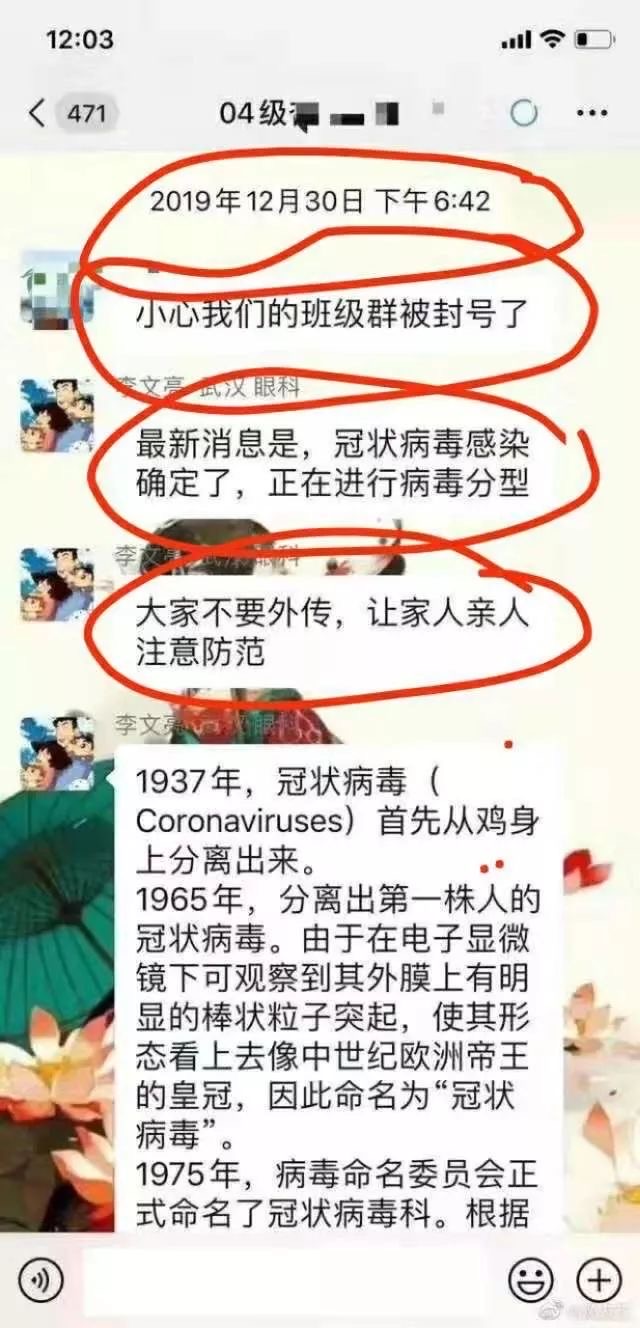 12:03
471
04级
2019年12月30日 下午6:42
小心我们的班级群被封号了
李文亮 武汉 眼科
最新消息是，冠状病毒感染
确定了，正在进行病毒分型
李文亮 武汉 眼科
大家不要外传，让家人亲人
注意防范
李文亮 武汉 眼科
1937年，冠状病毒（
Coronaviruses）首先从鸡身
上分离出来。
1965年，分离出第一株人的
冠状病毒。由于在电子显微
镜下可观察到其外膜上有明
显的棒状粒子突起，使其形
态看上去像中世纪欧洲帝王
的皇冠，因此命名为“冠状
病毒”。
1975年，病毒命名委员会正
式命名了冠状病毒科。根据